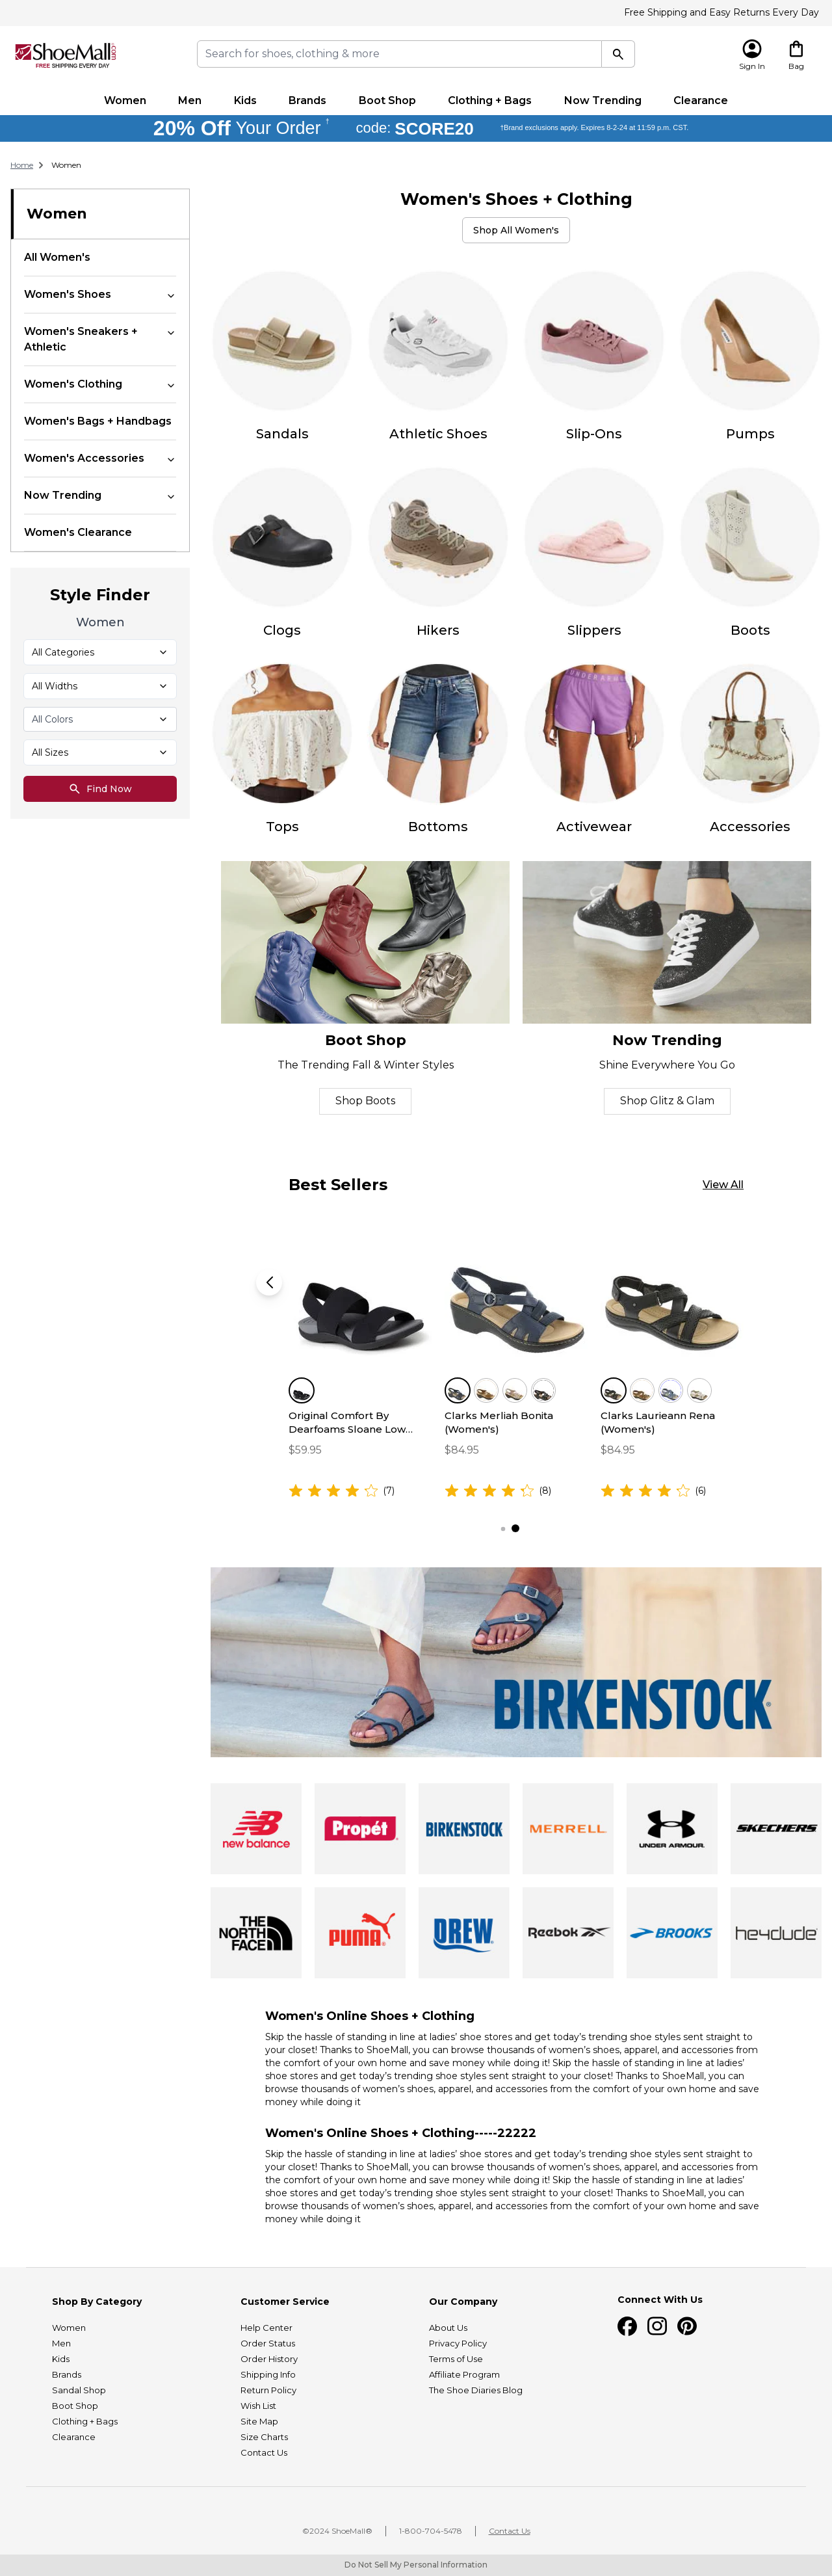 Free Shipping and Easy Returns Every Day
ShoeMall.com
FREE SHIPPING EVERY DAY
Search for shoes, clothing & more
Sign In
Bag
Women
Men
Kids
Brands
Boot Shop
Clothing + Bags
Now Trending
Clearance
20% Off Your Order † code: SCORE20 †Brand exclusions apply. Expires 8-2-24 at 11:59 p.m. CST.
Home > Women
Women
All Women's
Women's Shoes
Women's Sneakers +
Athletic
Women's Clothing
Women's Bags + Handbags
Women's Accessories
Now Trending
Women's Clearance
Style Finder
Women
All Categories
All Widths
All Colors
All Sizes
Find Now
Women's Shoes + Clothing
Shop All Women's
Sandals
Athletic Shoes
Slip-Ons
Pumps
Clogs
Hikers
Slippers
Boots
UNDER ARM
Tops
Bottoms
Activewear
Accessories
Boot Shop
The Trending Fall & Winter Styles
Shop Boots
Now Trending
Shine Everywhere You Go
Shop Glitz & Glam
Best Sellers
View All
Original Comfort By
Dearfoams Sloane Low...
$59.95
(7)
Clarks Merliah Bonita
(Women's)
$84.95
(8)
Clarks Laurieann Rena
(Women's)
$84.95
(6)
BIRKENSTOCK®
NB
new balance
Propét
BIRKENSTOCK
MERRELL
UNDER ARMOUR.
SKECHERS
THE
NORTH
FACE
PUMA
DREW
Reebok
BROOKS
heydude
Women's Online Shoes + Clothing
Skip the hassle of standing in line at ladies’ shoe stores and get today’s trending shoe styles sent straight to
your closet! Thanks to ShoeMall, you can browse thousands of women’s shoes, apparel, and accessories from
the comfort of your own home and save money while doing it! Skip the hassle of standing in line at ladies’
shoe stores and get today’s trending shoe styles sent straight to your closet! Thanks to ShoeMall, you can
browse thousands of women’s shoes, apparel, and accessories from the comfort of your own home and save
money while doing it
Women's Online Shoes + Clothing-----22222
Skip the hassle of standing in line at ladies’ shoe stores and get today’s trending shoe styles sent straight to
your closet! Thanks to ShoeMall, you can browse thousands of women’s shoes, apparel, and accessories from
the comfort of your own home and save money while doing it! Skip the hassle of standing in line at ladies’
shoe stores and get today’s trending shoe styles sent straight to your closet! Thanks to ShoeMall, you can
browse thousands of women’s shoes, apparel, and accessories from the comfort of your own home and save
money while doing it
Shop By Category
Women
Men
Kids
Brands
Sandal Shop
Boot Shop
Clothing + Bags
Clearance
Customer Service
Help Center
Order Status
Order History
Shipping Info
Return Policy
Wish List
Site Map
Size Charts
Contact Us
Our Company
About Us
Privacy Policy
Terms of Use
Affiliate Program
The Shoe Diaries Blog
Connect With Us
©2024 ShoeMall®
1-800-704-5478
Contact Us
Do Not Sell My Personal Information